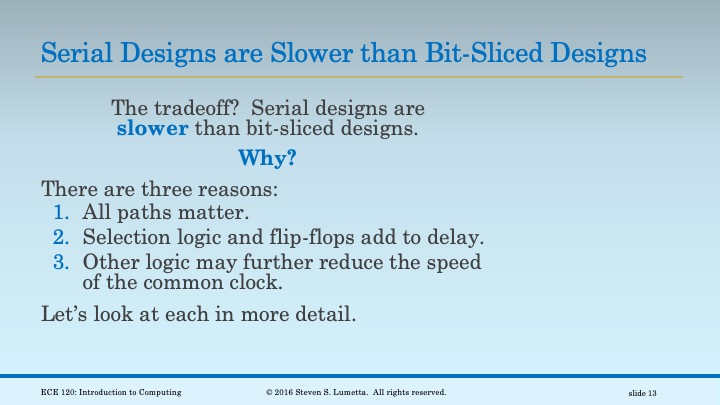 Serial Designs are Slower than Bit-Sliced Designs
The tradeoff?  Serial designs are
slower than bit-sliced designs.
Why?
There are three reasons:
1. All paths matter.
2. Selection logic and flip-flops add to delay.
3. Other logic may further reduce the speed
of the common clock.
Let’s look at each in more detail.
ECE 120: Introduction to Computing
© 2016 Steven S. Lumetta.  All rights reserved.
slide 13